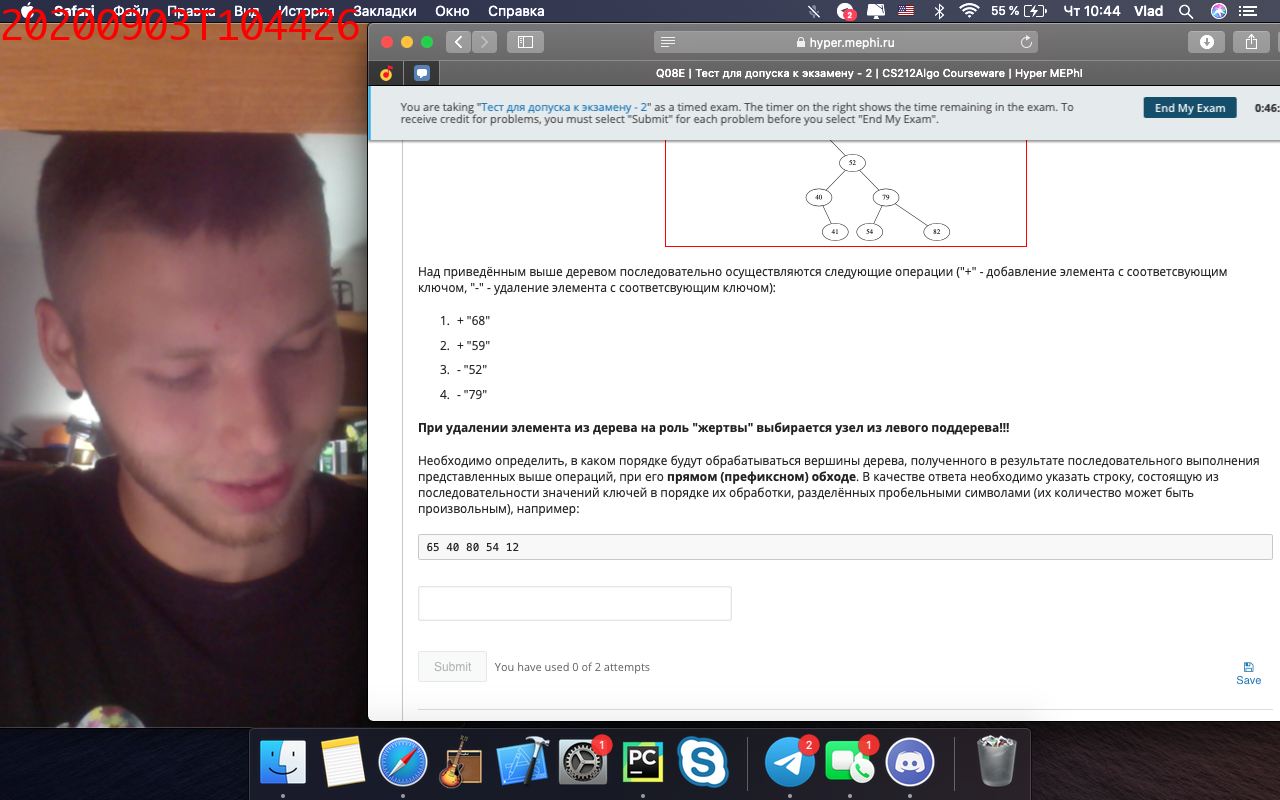 Safari Файл Правка Вид История Закладки Окно Справка 2 55 % Чт 10:44 Vlad
20200903T104426
hyper.mephi.ru
Q08E | Тест для допуска к экзамену - 2 | CS212Algo Courseware | Hyper MEPhI
You are taking "Тест для допуска к экзамену - 2" as a timed exam. The timer on the right shows the time remaining in the exam. To
receive credit for problems, you must select "Submit" for each problem before you select "End My Exam".
End My Exam 0:46:
52
40 79
41 54 82
Над приведённым выше деревом последовательно осуществляются следующие операции ("+" - добавление элемента с соответсвующим
ключом, "-" - удаление элемента с соответсвующим ключом):
1. + "68"
2. + "59"
3. - "52"
4. - "79"
При удалении элемента из дерева на роль "жертвы" выбирается узел из левого поддерева!!!
Необходимо определить, в каком порядке будут обрабатываться вершины дерева, полученного в результате последовательного выполнения
представленных выше операций, при его прямом (префиксном) обходе. В качестве ответа необходимо указать строку, состоящую из
последовательности значений ключей в порядке их обработки, разделённых пробельными символами (их количество может быть
произвольным), например:
65 40 80 54 12
Submit You have used 0 of 2 attempts
Save
1 PC 2 1